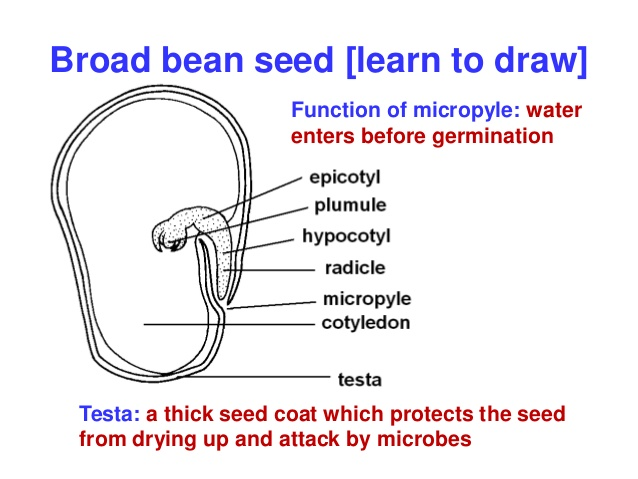 Broad bean seed [learn to draw]
Function of micropyle: water
enters before germination
epicotyl
plumule
hypocotyl
radicle
micropyle
cotyledon
testa
Testa: a thick seed coat which protects the seed
from drying up and attack by microbes